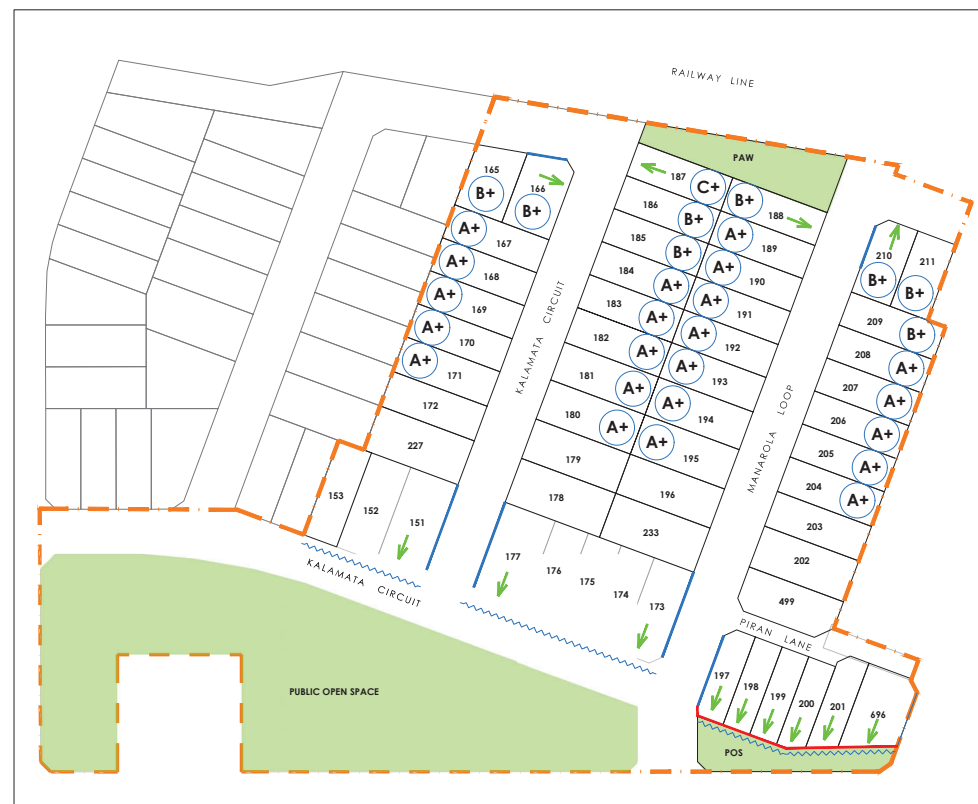 RAILWAY LINE
PAW
165
B+
166
B+
A+
167
A+
168
A+
169
A+
170
A+
171
172
227
153
152
151
KALAMATA CIRCUIT
KALAMATA CIRCUIT
187
C+
186
B+
185
B+
184
A+
183
A+
182
A+
181
A+
180
A+
179
178
177
176
175
174
173
B+
188
A+
189
A+
190
A+
191
A+
192
A+
193
A+
194
A+
195
196
233
MANAROLA LOOP
210
B+
211
B+
209
B+
208
A+
207
A+
206
A+
205
A+
204
A+
203
202
499
PIRAN LANE
197
198
199
200
201
696
POS
PUBLIC OPEN SPACE